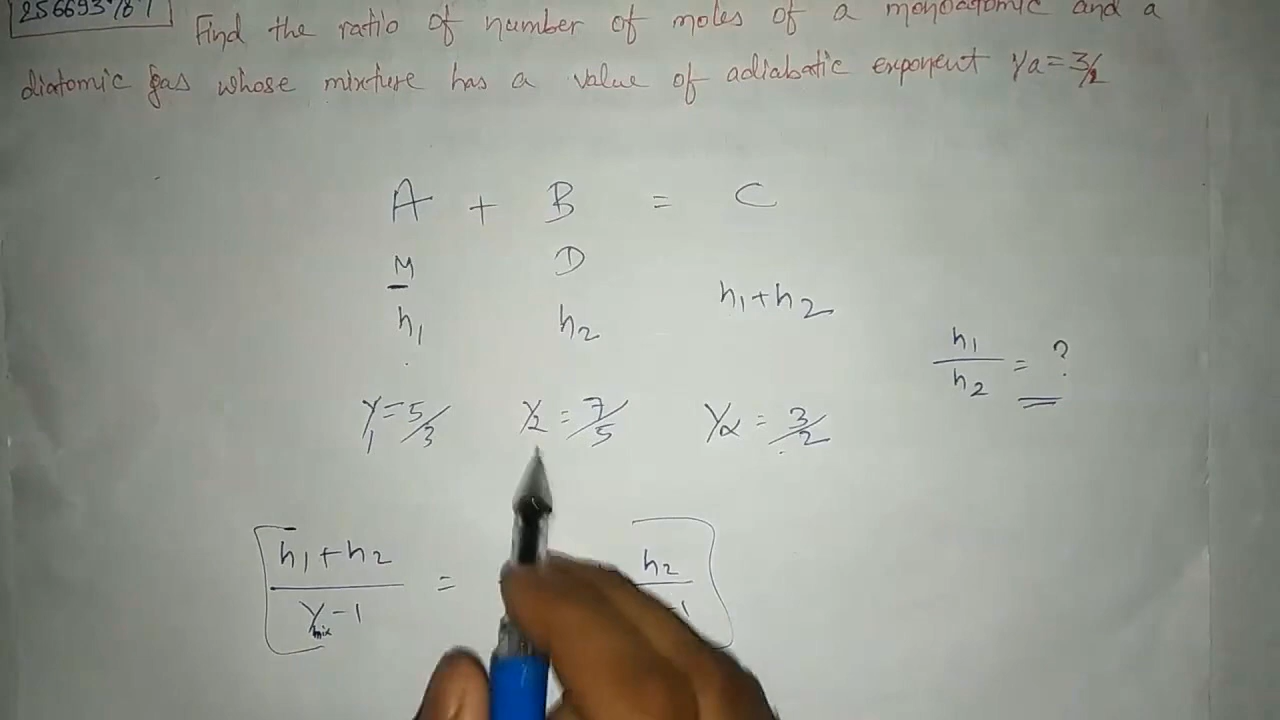 Find the ratio of number of moles of a monoatomic and a
diatomic gas whose mixture has a value of adiabatic exponent γa=3/2
A + B = C
M D
n₁ n₂ n₁+n₂
n₁/n₂ = ?
γ₁=5/3 γ₂=7/5 γα=3/2
n₁+n₂/γmix-1 = n₂/-1